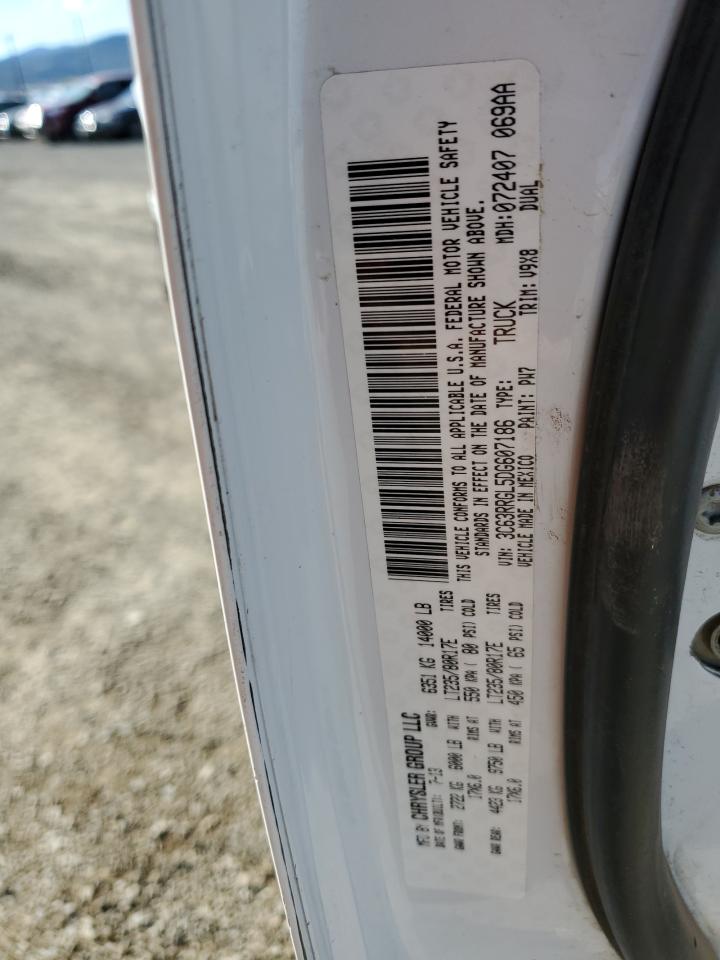 MFD BY: CHRYSLER GROUP LLC
DATE OF MFR: 7-13
GVWR: 6351 KG 14000 LB
GAWR FRONT: 2722 KG 6000 LB WITH LT235/80R17E TIRES
17X6.0 RIMS AT 550 KPA ( 80 PSI) COLD
GAWR REAR: 4423 KG 9750 LB WITH LT235/80R17E TIRES
17X6.0 RIMS AT 450 KPA ( 65 PSI) COLD
THIS VEHICLE CONFORMS TO ALL APPLICABLE U.S.A. FEDERAL MOTOR VEHICLE SAFETY
STANDARDS IN EFFECT ON THE DATE OF MANUFACTURE SHOWN ABOVE.
VIN: 3C63RRGL5DG607186 TYPE: TRUCK MDH:072407 069AA
VEHICLE MADE IN MEXICO PAINT: PW7 TRIM: V9X8 DUAL